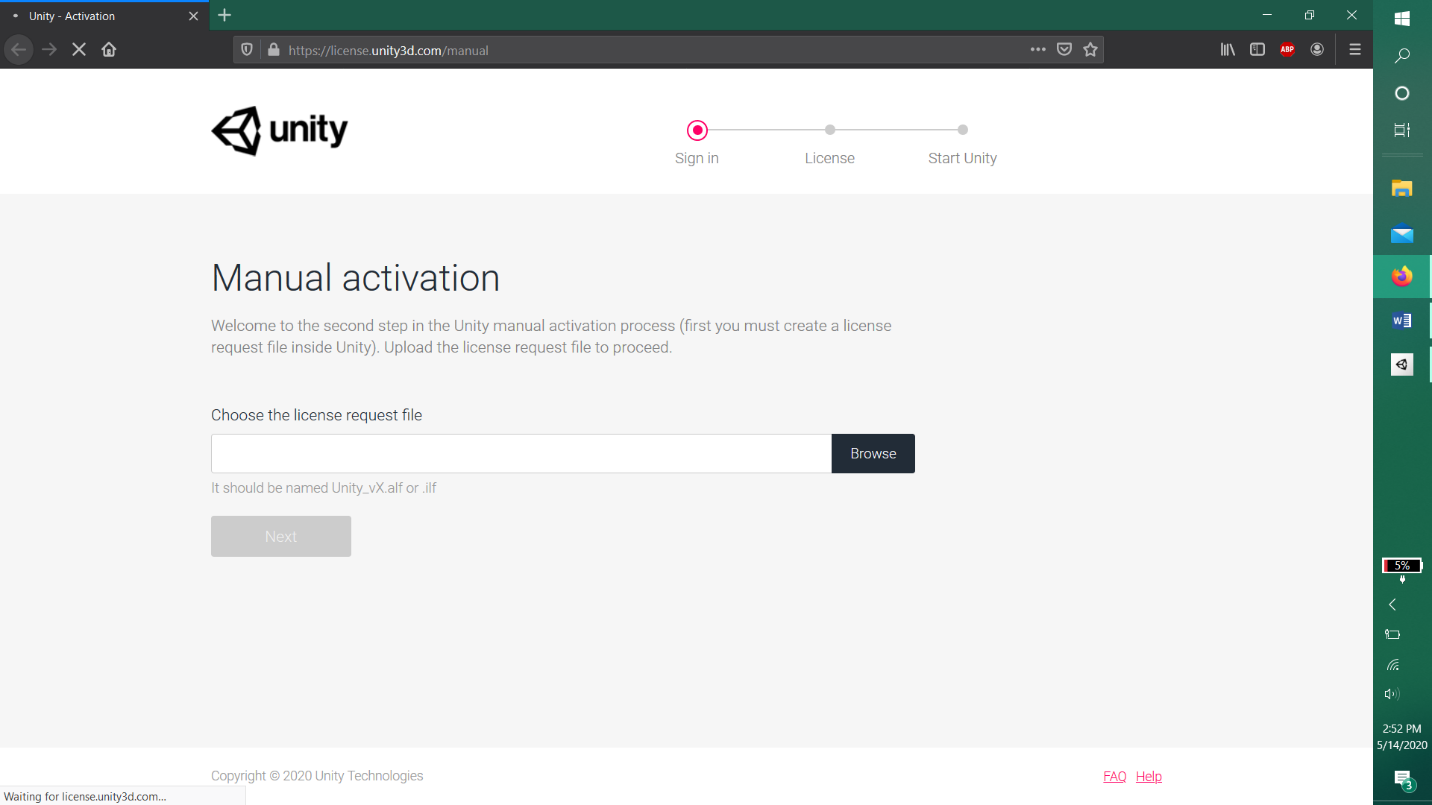 Unity - Activation
https://license.unity3d.com/manual
ABP
unity
Sign in
License
Start Unity
Manual activation
Welcome to the second step in the Unity manual activation process (first you must create a license
request file inside Unity). Upload the license request file to proceed.
Choose the license request file
Browse
It should be named Unity_vX.alf or .ilf
Next
Copyright © 2020 Unity Technologies
FAQ
Help
Waiting for license.unity3d.com...
W
5%
2:52 PM
5/14/2020
3